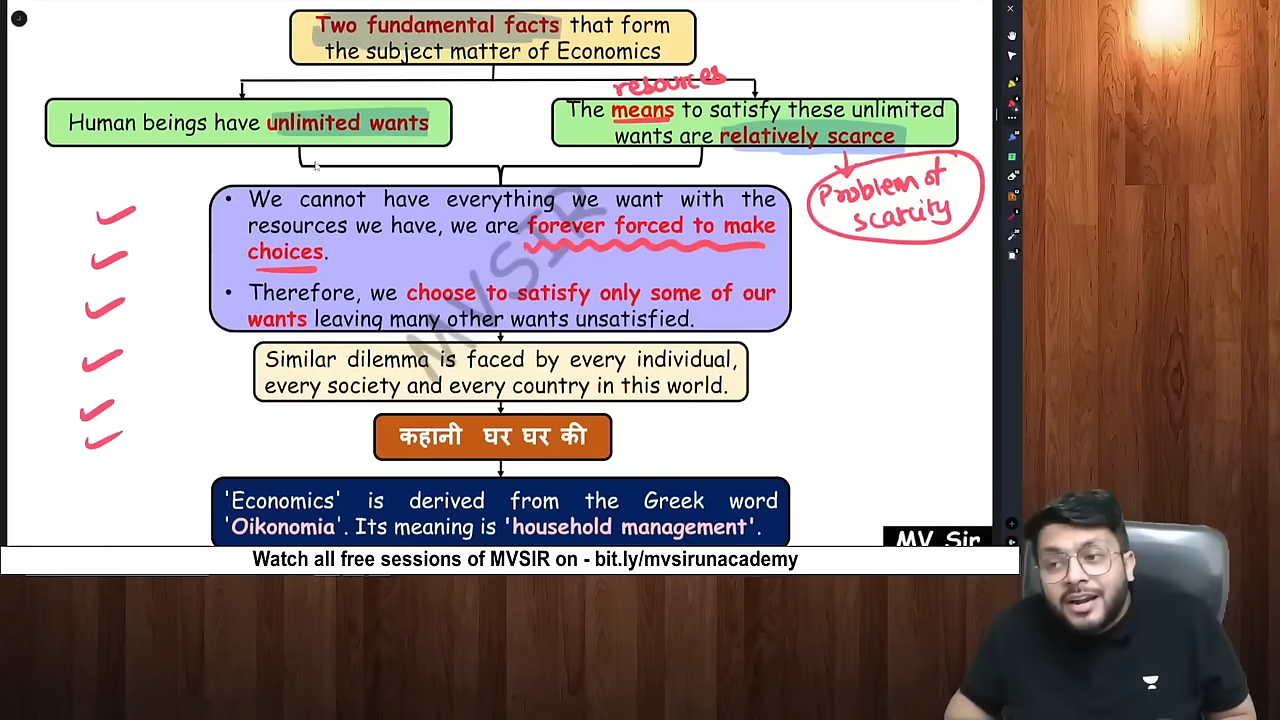 Two fundamental facts that form
the subject matter of Economics
resources
Human beings have unlimited wants
The means to satisfy these unlimited
wants are relatively scarce
Problem of
scarcity
• We cannot have everything we want with the
resources we have, we are forever forced to make
choices.
• Therefore, we choose to satisfy only some of our
wants leaving many other wants unsatisfied.
MVSIR
Similar dilemma is faced by every individual,
every society and every country in this world.
कहानी घर घर की
'Economics' is derived from the Greek word
'Oikonomia'. Its meaning is 'household management'.
MV Sir
Watch all free sessions of MVSIR on - bit.ly/mvsirunacademy